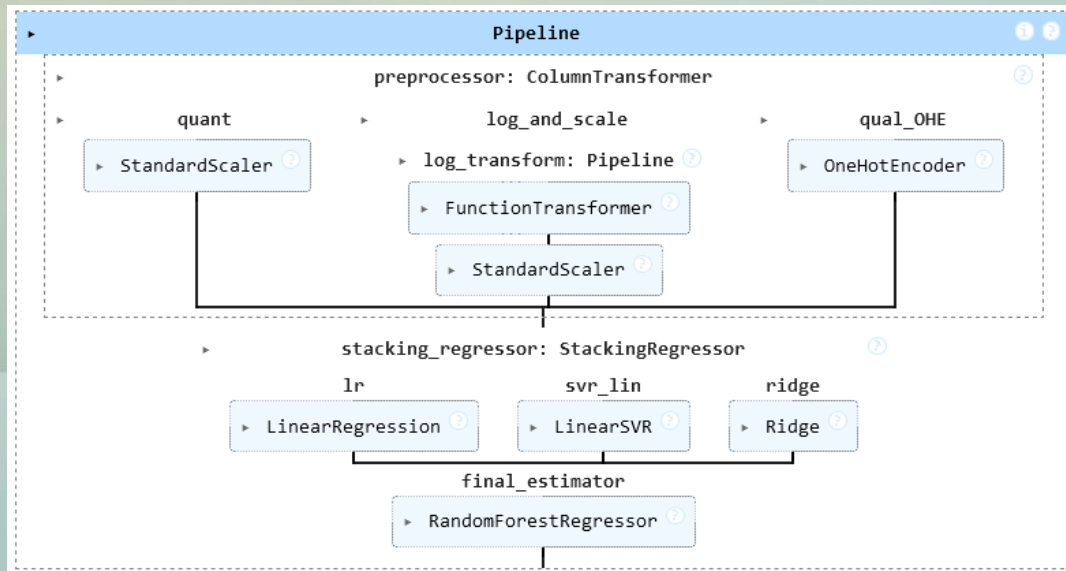 Pipeline i ?
preprocessor: ColumnTransformer ?
quant log_and_scale qual_OHE
StandardScaler ? log_transform: Pipeline ? OneHotEncoder ?
FunctionTransformer ?
StandardScaler ?
stacking_regressor: StackingRegressor ?
lr svr_lin ridge
LinearRegression ? LinearSVR ? Ridge ?
final_estimator
RandomForestRegressor ?